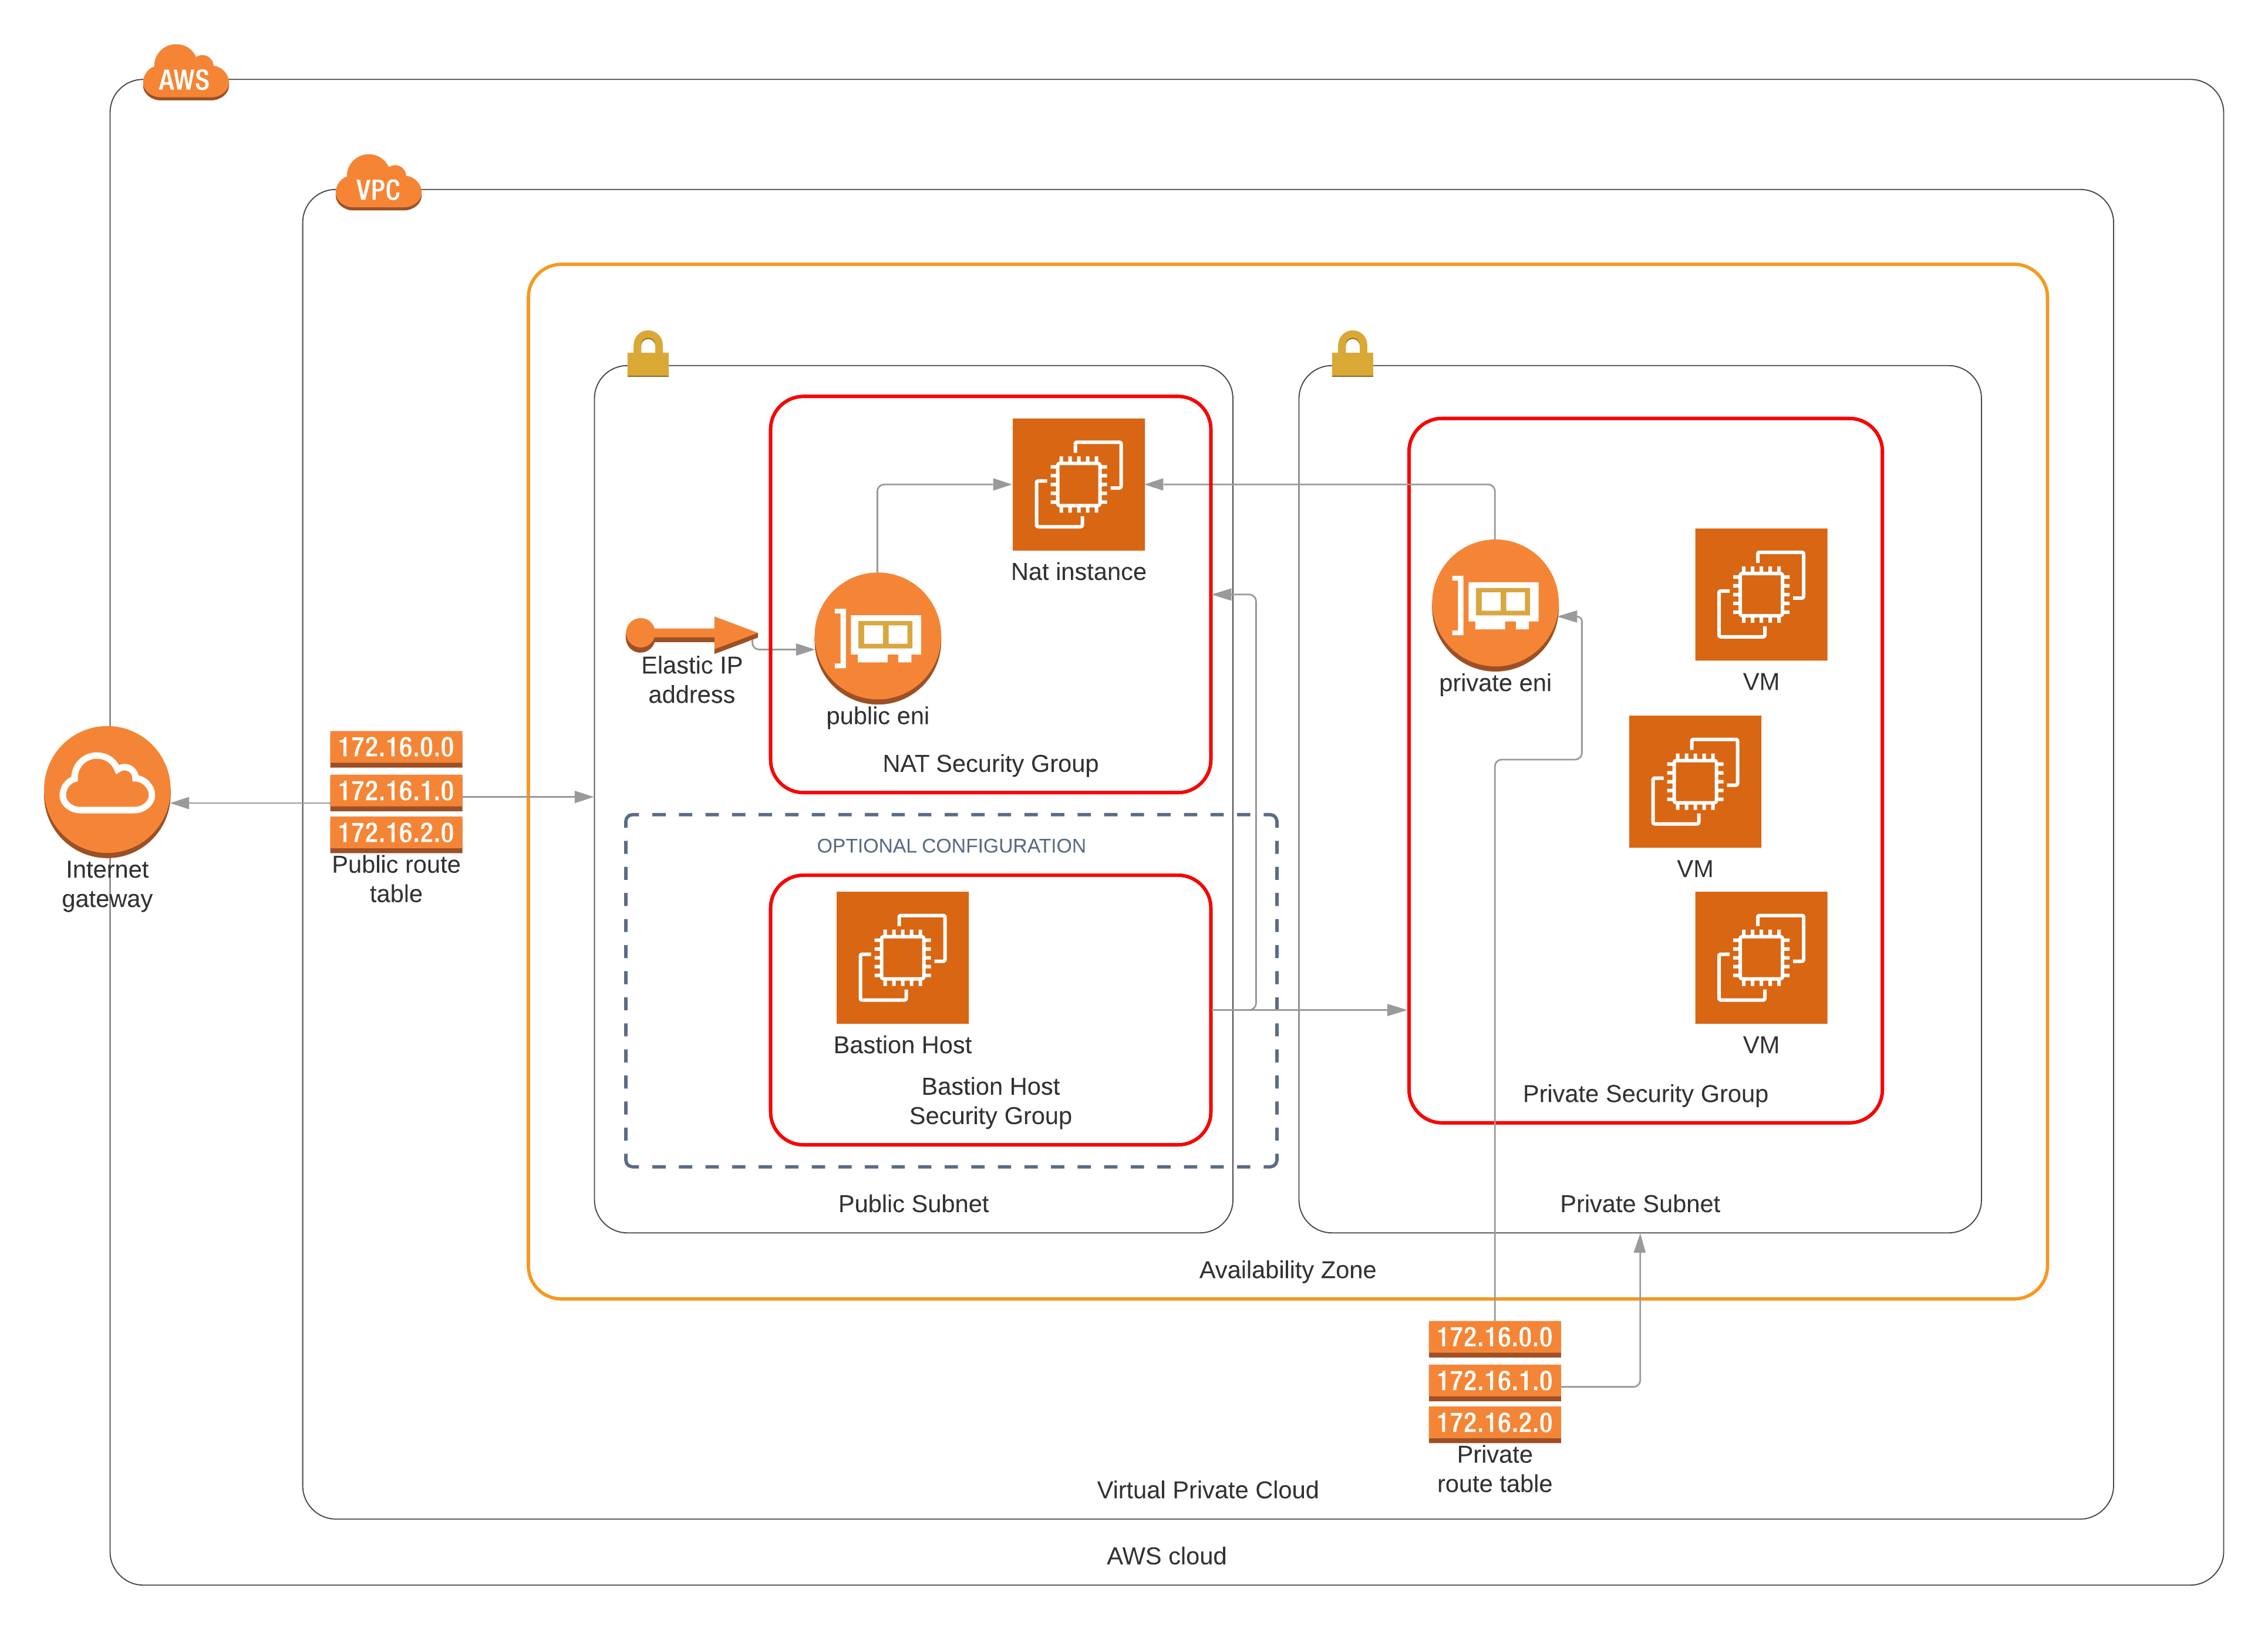 AWS
VPC
Nat instance
Elastic IP
address
public eni
NAT Security Group
private eni
VM
VM
VM
Private Security Group
172.16.0.0
172.16.1.0
172.16.2.0
Public route
table
Internet
gateway
OPTIONAL CONFIGURATION
Bastion Host
Bastion Host
Security Group
Public Subnet
Private Subnet
Availability Zone
172.16.0.0
172.16.1.0
172.16.2.0
Private
route table
Virtual Private Cloud
AWS cloud